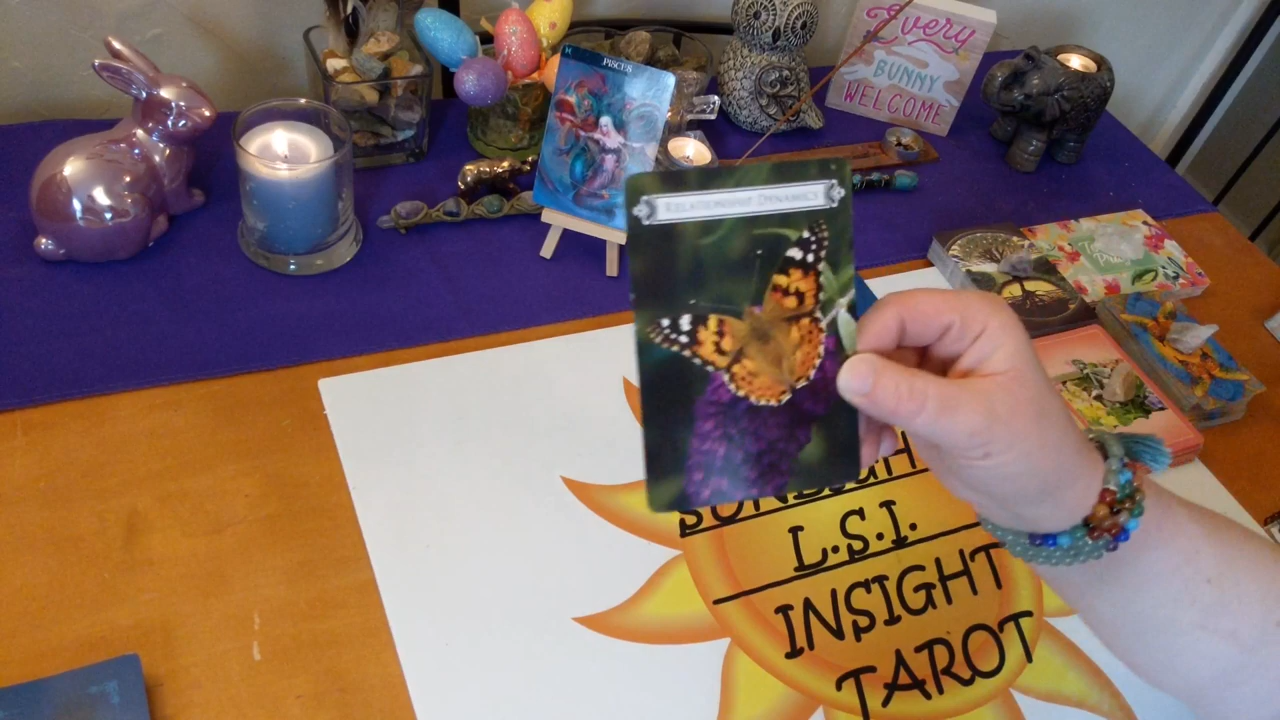 PISCES
Every
BUNNY
WELCOME
RELATIONSHIP DYNAMICS
L.S.I.
INSIGHT
TAROT